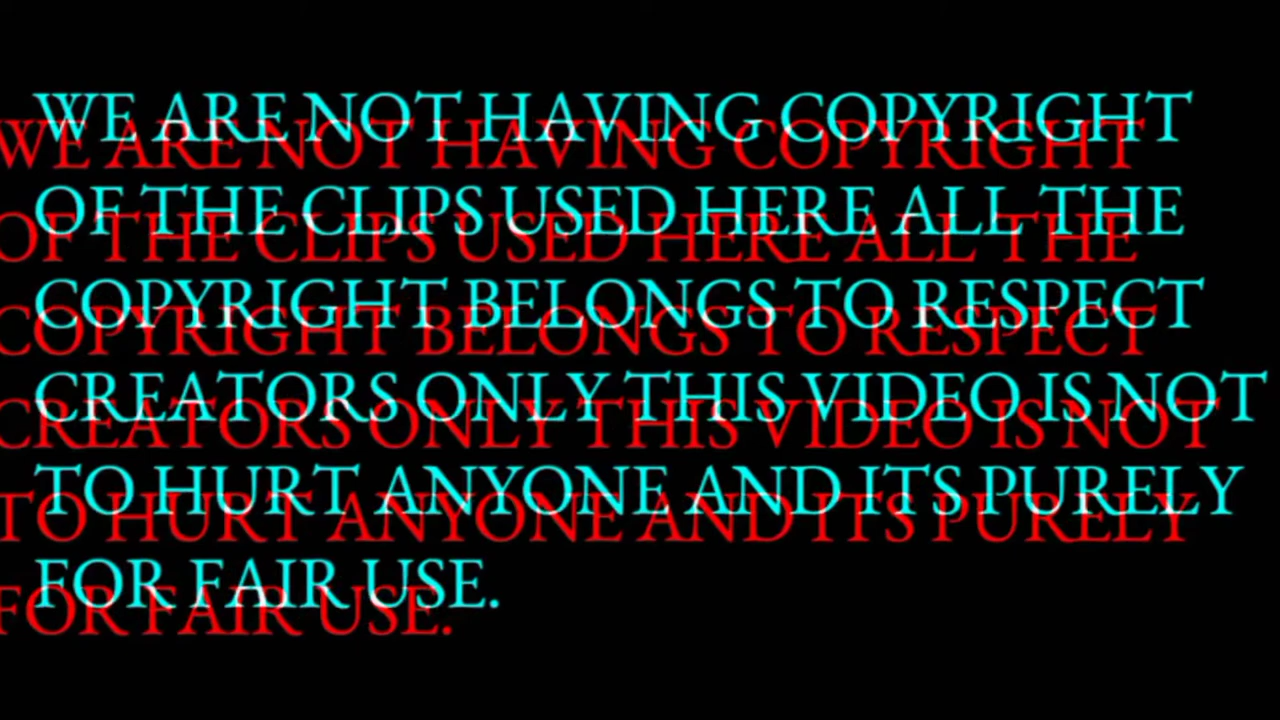 WE ARE NOT HAVING COPYRIGHT
OF THE CLIPS USED HERE ALL THE
COPYRIGHT BELONGS TO RESPECT
CREATORS ONLY THIS VIDEO IS NOT
TO HURT ANYONE AND ITS PURELY
FOR FAIR USE.